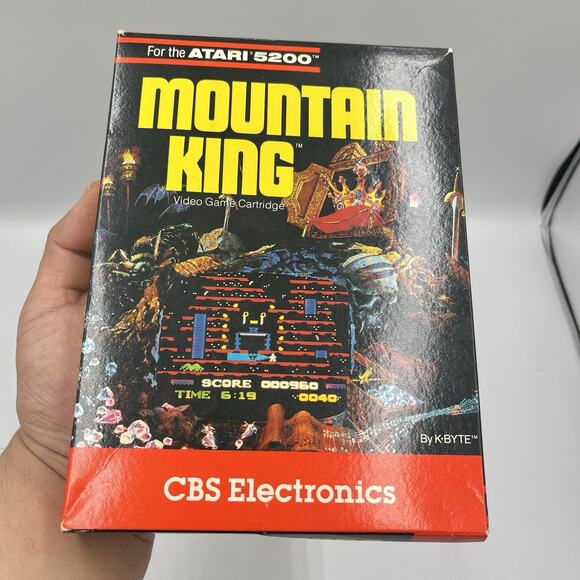 For the ATARI® 5200™
MOUNTAIN
KING™
Video Game Cartridge
SCORE 000960
TIME 6:19 0040
By K-BYTE™
CBS Electronics